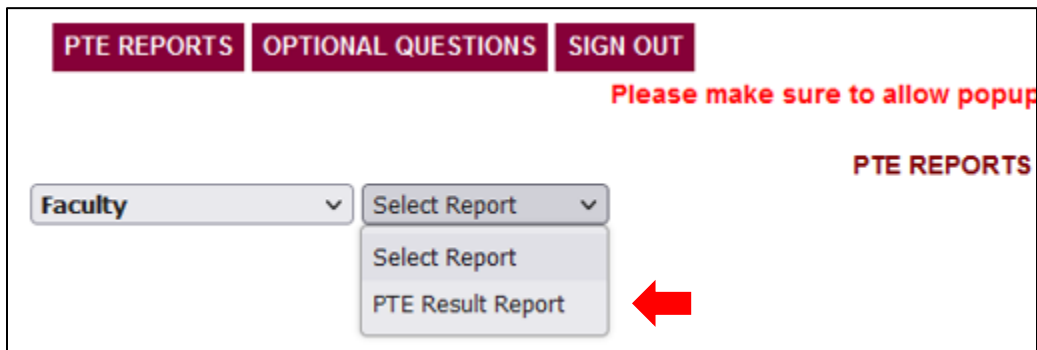 PTE REPORTS OPTIONAL QUESTIONS SIGN OUT
Please make sure to allow popup
PTE REPORTS
Faculty Select Report
Select Report
PTE Result Report